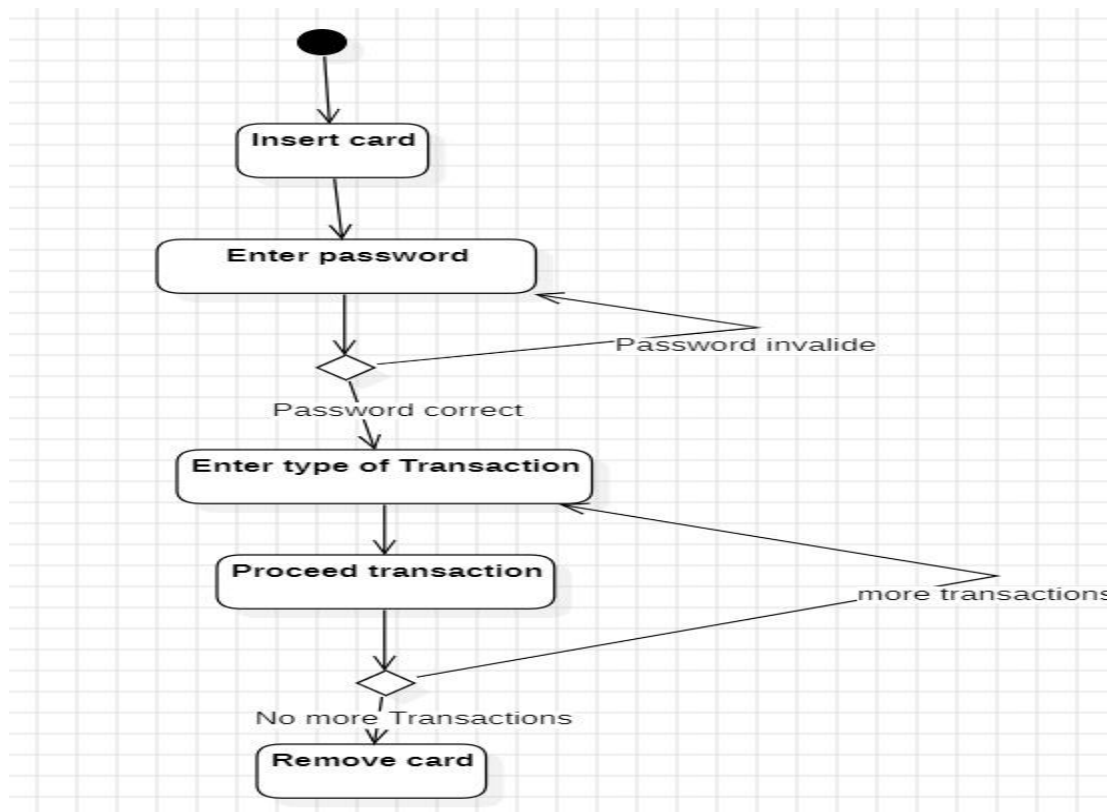 Insert card
Enter password
Password invalide
Password correct
Enter type of Transaction
Proceed transaction
more transactions
No more Transactions
Remove card